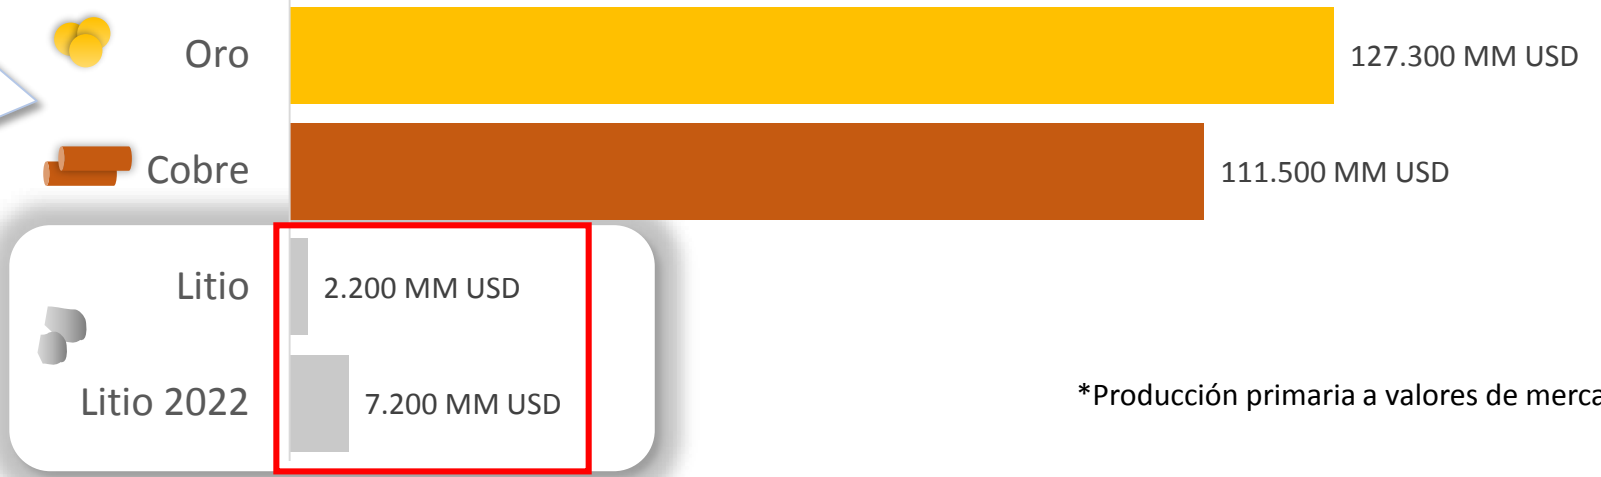 Oro
127.300 MM USD
Cobre
111.500 MM USD
Litio
2.200 MM USD
Litio 2022
7.200 MM USD
*Producción primaria a valores de